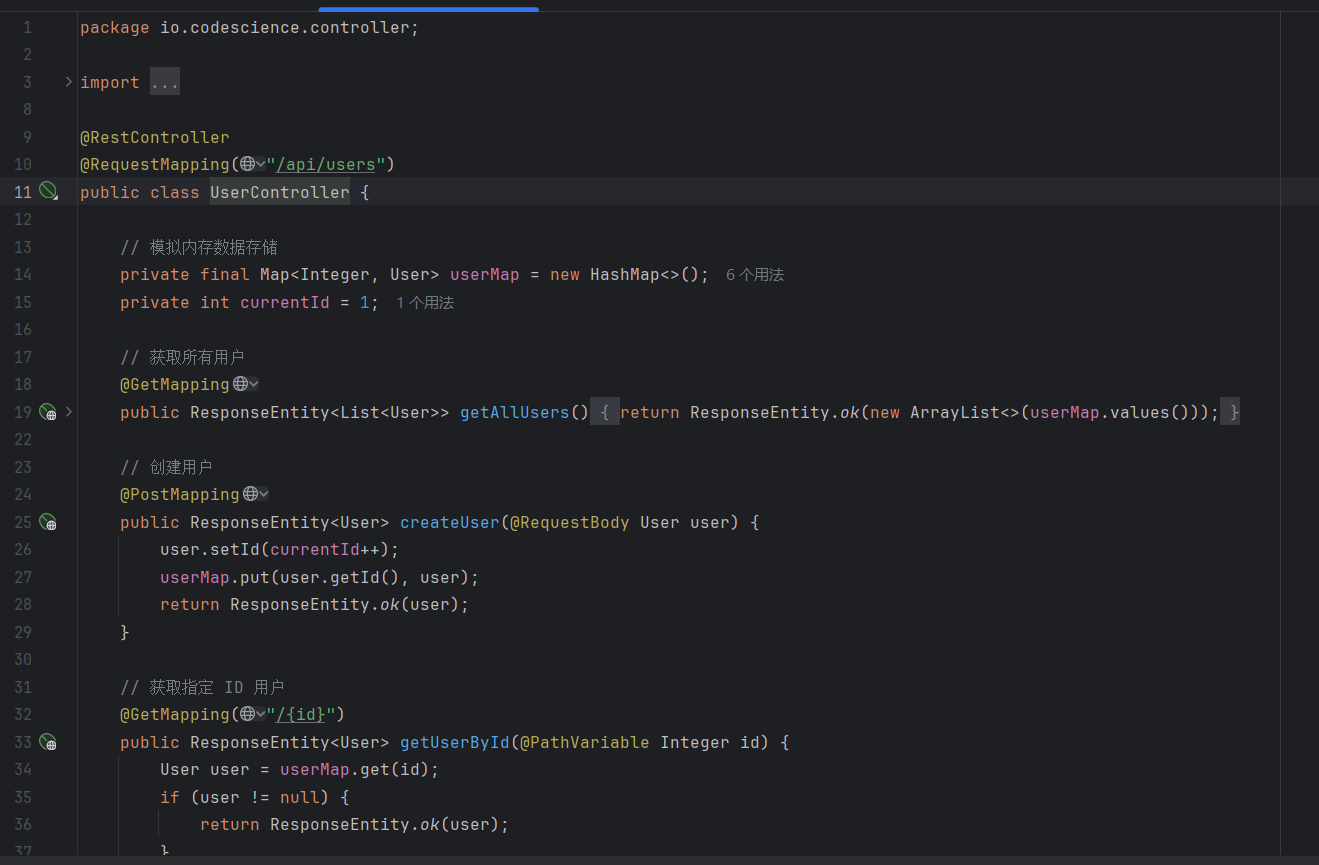 1 package io.codescience.controller;
2
3 import ...
8
9 @RestController
10 @RequestMapping("/api/users")
11 public class UserController {
12
13 // 模拟内存数据存储
14 private final Map<Integer, User> userMap = new HashMap<>(); 6 个用法
15 private int currentId = 1; 1 个用法
16
17 // 获取所有用户
18 @GetMapping
19 public ResponseEntity<List<User>> getAllUsers() { return ResponseEntity.ok(new ArrayList<>(userMap.values())); }
22
23 // 创建用户
24 @PostMapping
25 public ResponseEntity<User> createUser(@RequestBody User user) {
26 user.setId(currentId++);
27 userMap.put(user.getId(), user);
28 return ResponseEntity.ok(user);
29 }
30
31 // 获取指定 ID 用户
32 @GetMapping("/{id}")
33 public ResponseEntity<User> getUserById(@PathVariable Integer id) {
34 User user = userMap.get(id);
35 if (user != null) {
36 return ResponseEntity.ok(user);
37 }